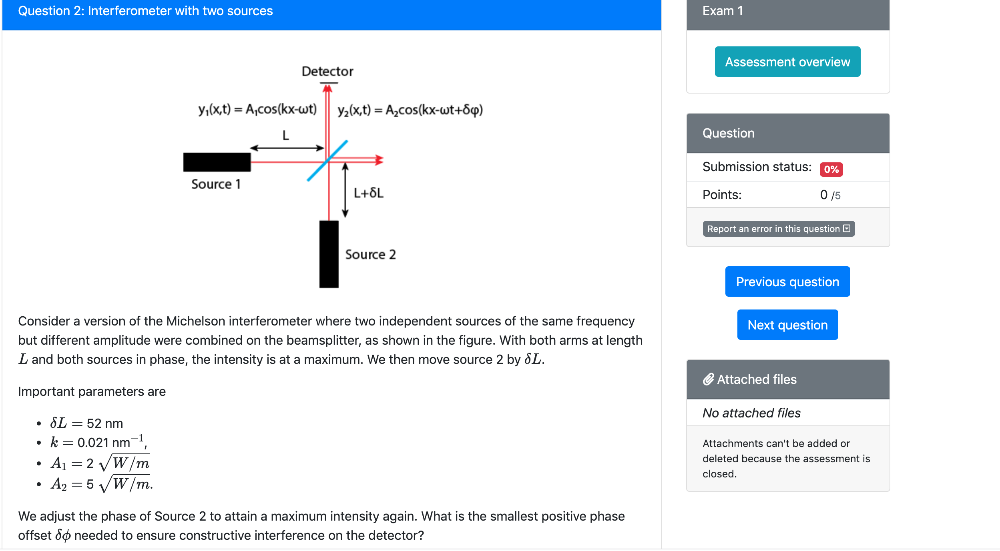 Question 2: Interferometer with two sources
Detector
y₁(x,t) = A₁cos(kx-ωt)
y₂(x,t) = A₂cos(kx-ωt+δφ)
L
Source 1
L+δL
Source 2
Consider a version of the Michelson interferometer where two independent sources of the same frequency
but different amplitude were combined on the beamsplitter, as shown in the figure. With both arms at length
L and both sources in phase, the intensity is at a maximum. We then move source 2 by δL.
Important parameters are
• δL = 52 nm
• k = 0.021 nm⁻¹,
• A₁ = 2 √(W/m)
• A₂ = 5 √(W/m).
We adjust the phase of Source 2 to attain a maximum intensity again. What is the smallest positive phase
offset δϕ needed to ensure constructive interference on the detector?
Exam 1
Assessment overview
Question
Submission status: 0%
Points: 0 /5
Report an error in this question
Previous question
Next question
Attached files
No attached files
Attachments can't be added or
deleted because the assessment is
closed.